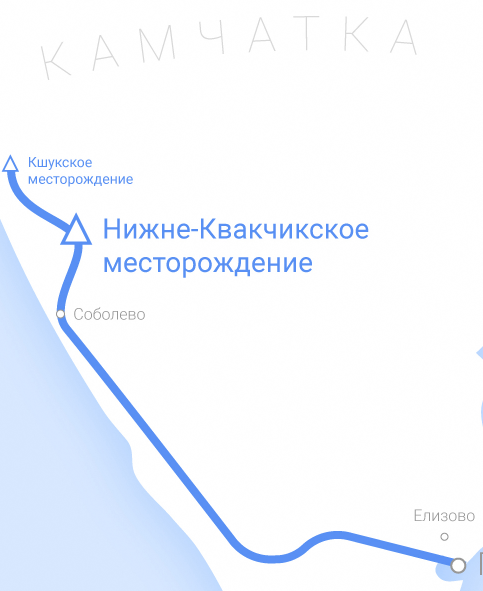 КАМЧАТКА
Кшукское
месторождение
Нижне-Квакчикское
месторождение
Соболево
Елизово